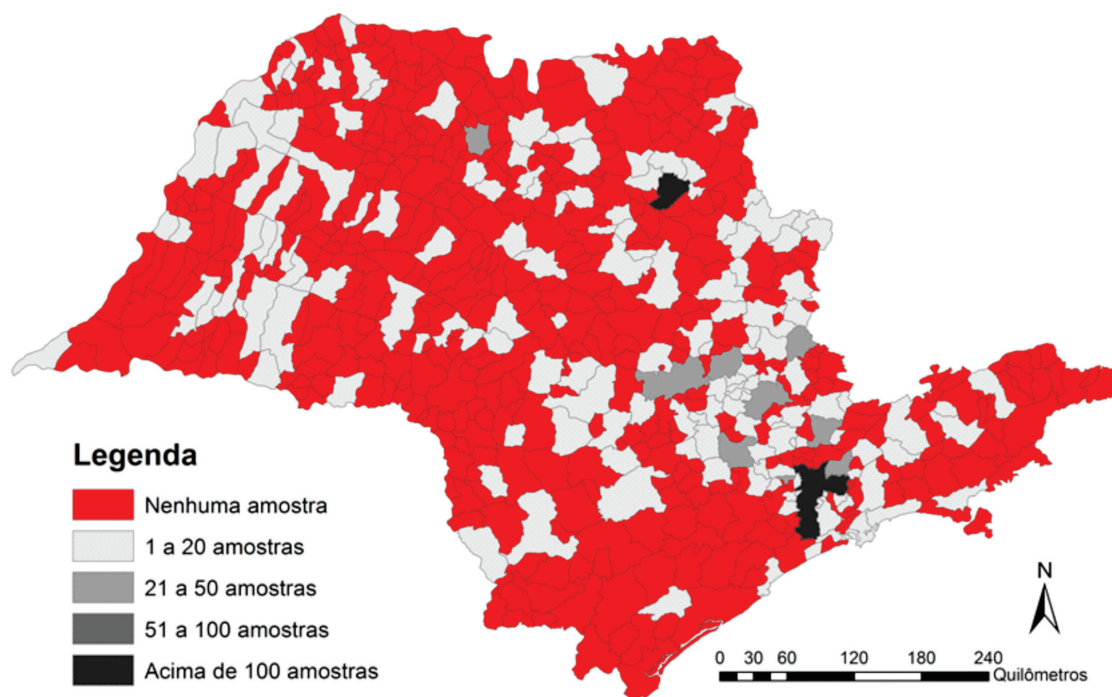 Legenda
Nenhuma amostra
1 a 20 amostras
21 a 50 amostras
51 a 100 amostras
Acima de 100 amostras
N
0 30 60 120 180 240
Quilômetros